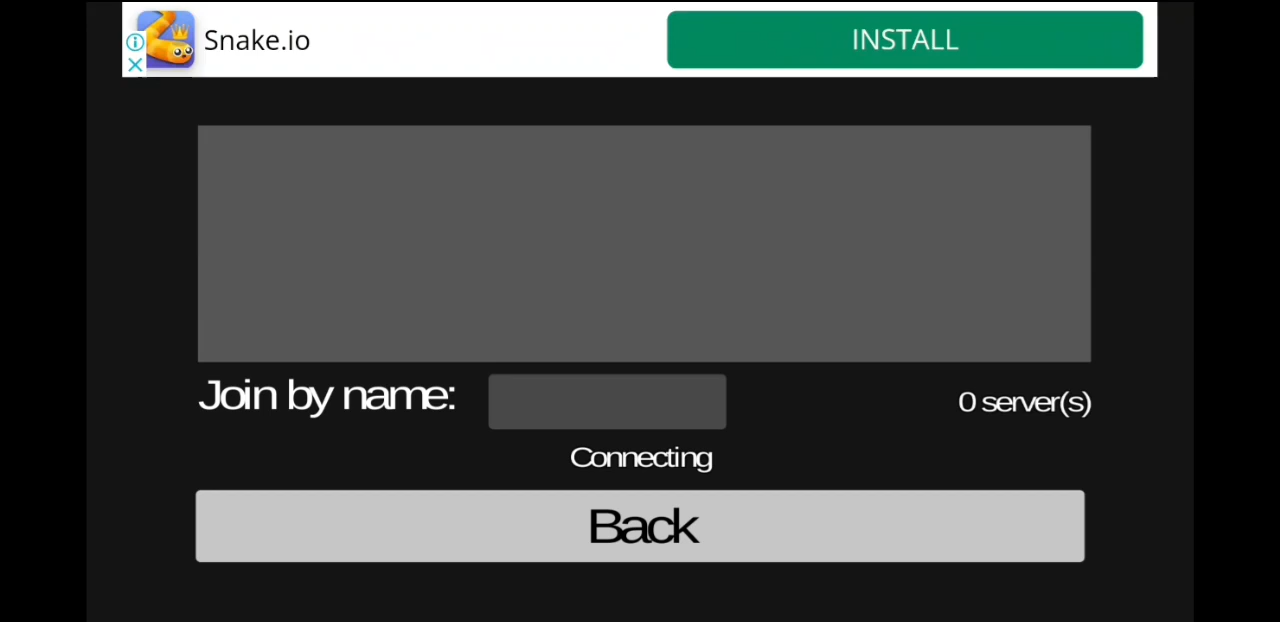 Snake.io
INSTALL
Join by name:
0 server(s)
Connecting
Back